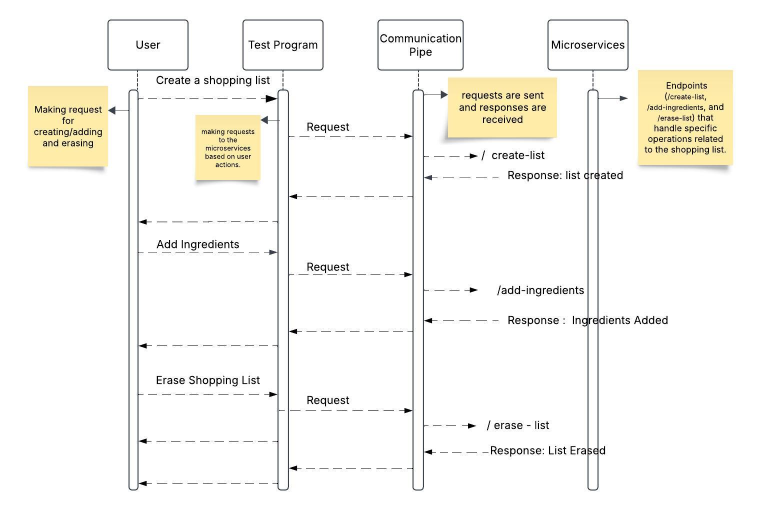 User
Test Program
Communication
Pipe
Microservices
Create a shopping list
Making request
for
creating/adding
and erasing
making requests
to the
microservices
based on user
actions.
requests are sent
and responses are
received
Endpoints
(/create-list,
/add-ingredients, and
/erase-list) that
handle specific
operations related
to the shopping list.
Request
/ create-list
Response: list created
Add Ingredients
Request
/add-ingredients
Response : Ingredients Added
Erase Shopping List
Request
/ erase - list
Response: List Erased